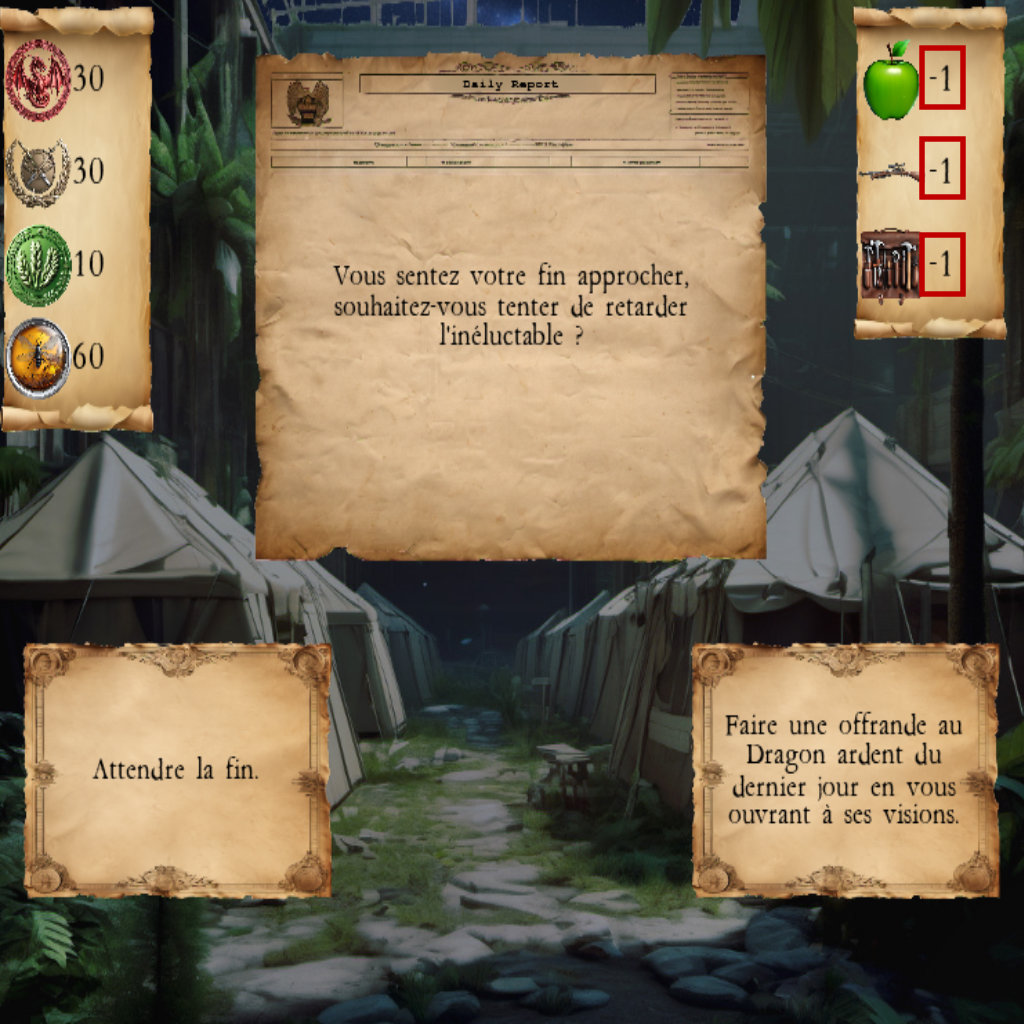 30
30
10
60
Daily Report
Vous sentez votre fin approcher,
souhaitez-vous tenter de retarder
l'inéluctable ?
-1
-1
-1
Attendre la fin.
Faire une offrande au
Dragon ardent du
dernier jour en vous
ouvrant à ses visions.